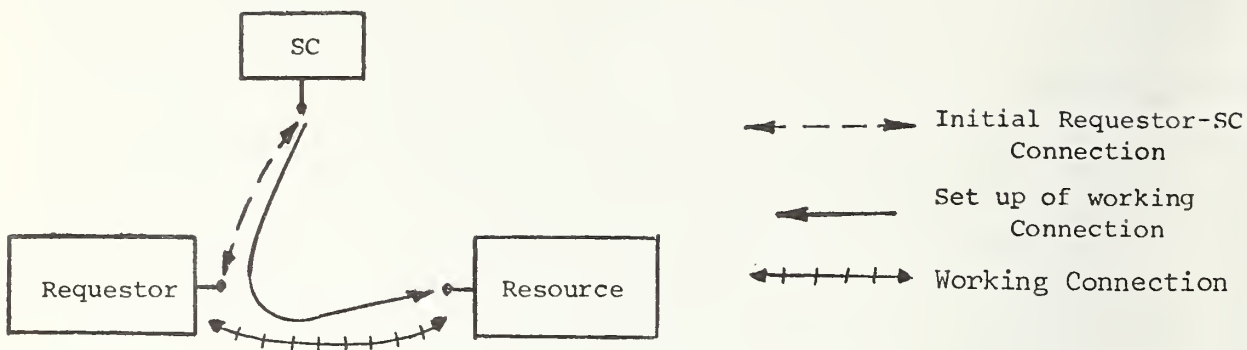 SC
Initial Requestor-SC
Connection
Set up of working
Connection
Requestor
Resource
Working Connection